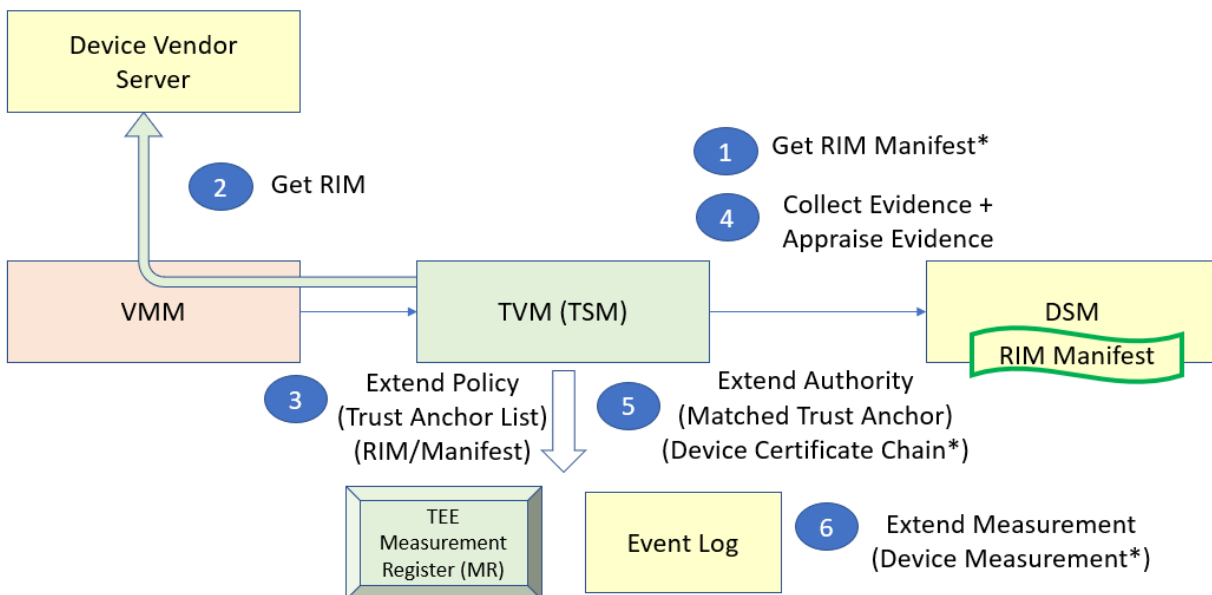 Device Vendor
Server
1
Get RIM Manifest*
2
Get RIM
4
Collect Evidence +
Appraise Evidence
VMM
TVM (TSM)
DSM
RIM Manifest
3
Extend Policy
(Trust Anchor List)
(RIM/Manifest)
5
Extend Authority
(Matched Trust Anchor)
(Device Certificate Chain*)
TEE
Measurement
Register (MR)
Event Log
6
Extend Measurement
(Device Measurement*)